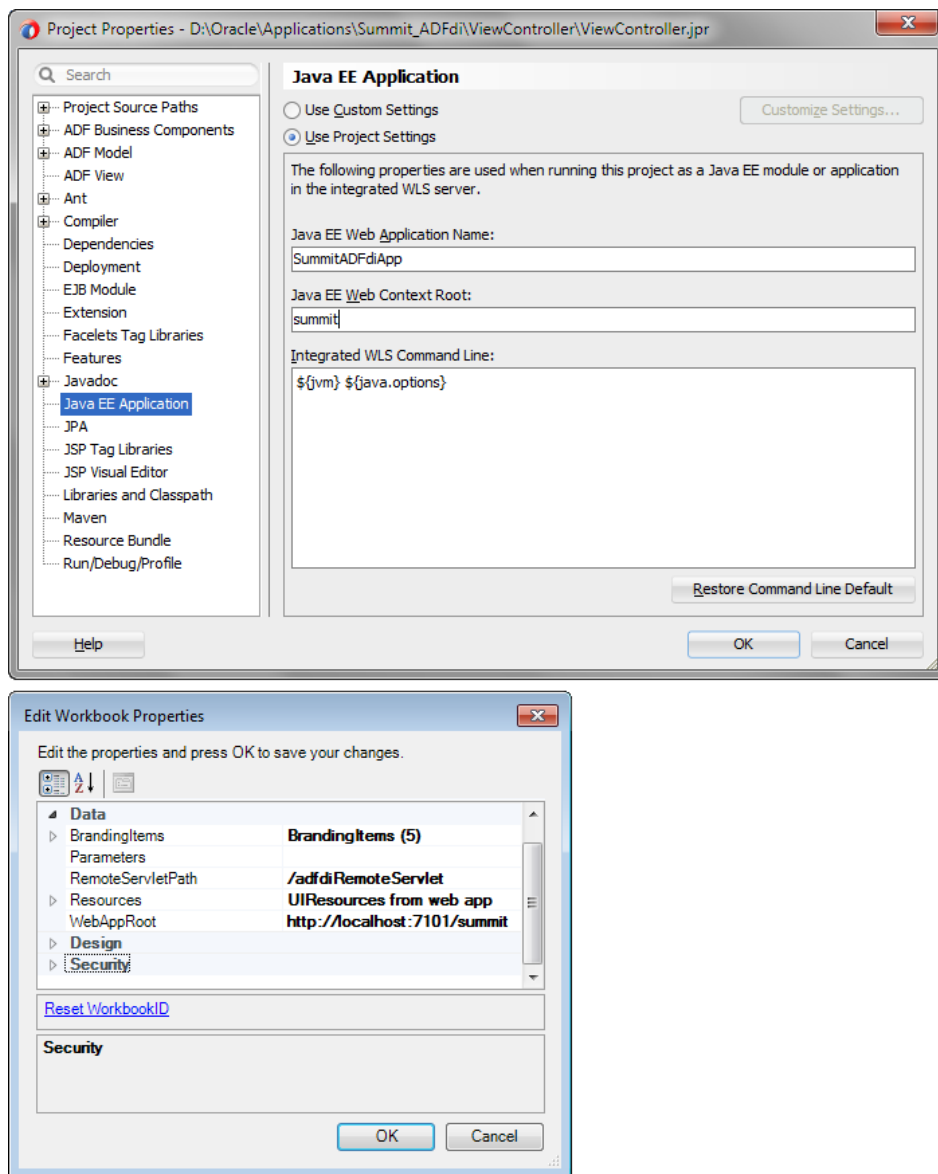 Project Properties - D:\Oracle\Applications\Summit_ADFdi\ViewController\ViewController.jpr
Search
Project Source Paths
ADF Business Components
ADF Model
ADF View
Ant
Compiler
Dependencies
Deployment
EJB Module
Extension
Facelets Tag Libraries
Features
Javadoc
Java EE Application
JPA
JSP Tag Libraries
JSP Visual Editor
Libraries and Classpath
Maven
Resource Bundle
Run/Debug/Profile
Java EE Application
Use Custom Settings
Customize Settings...
Use Project Settings
The following properties are used when running this project as a Java EE module or application
in the integrated WLS server.
Java EE Web Application Name:
SummitADFdiApp
Java EE Web Context Root:
summit
Integrated WLS Command Line:
${jvm} ${java.options}
Restore Command Line Default
Help
OK
Cancel
Edit Workbook Properties
Edit the properties and press OK to save your changes.
Data
BrandingItems BrandingItems (5)
Parameters
RemoteServletPath /adfdiRemoteServlet
Resources UIResources from web app
WebAppRoot http://localhost:7101/summit
Design
Security
Reset WorkbookID
Security
OK
Cancel